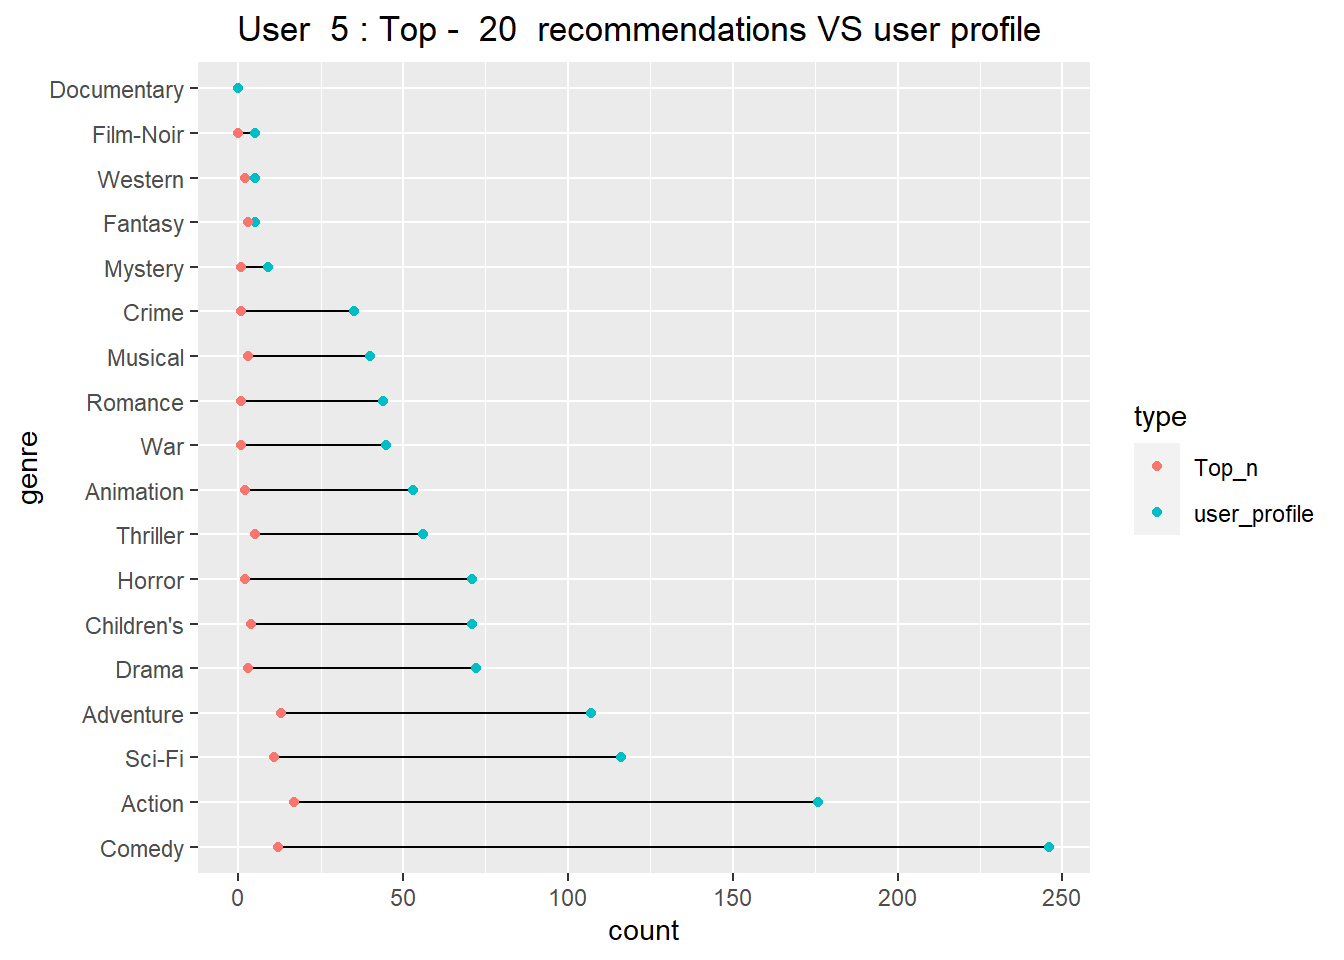 User  5 : Top -  20  recommendations VS user profile
Documentary
Film-Noir
Western
Fantasy
Mystery
Crime
Musical
Romance
War
Animation
Thriller
Horror
Children's
Drama
Adventure
Sci-Fi
Action
Comedy
genre
0 50 100 150 200 250
count
type
Top_n
user_profile